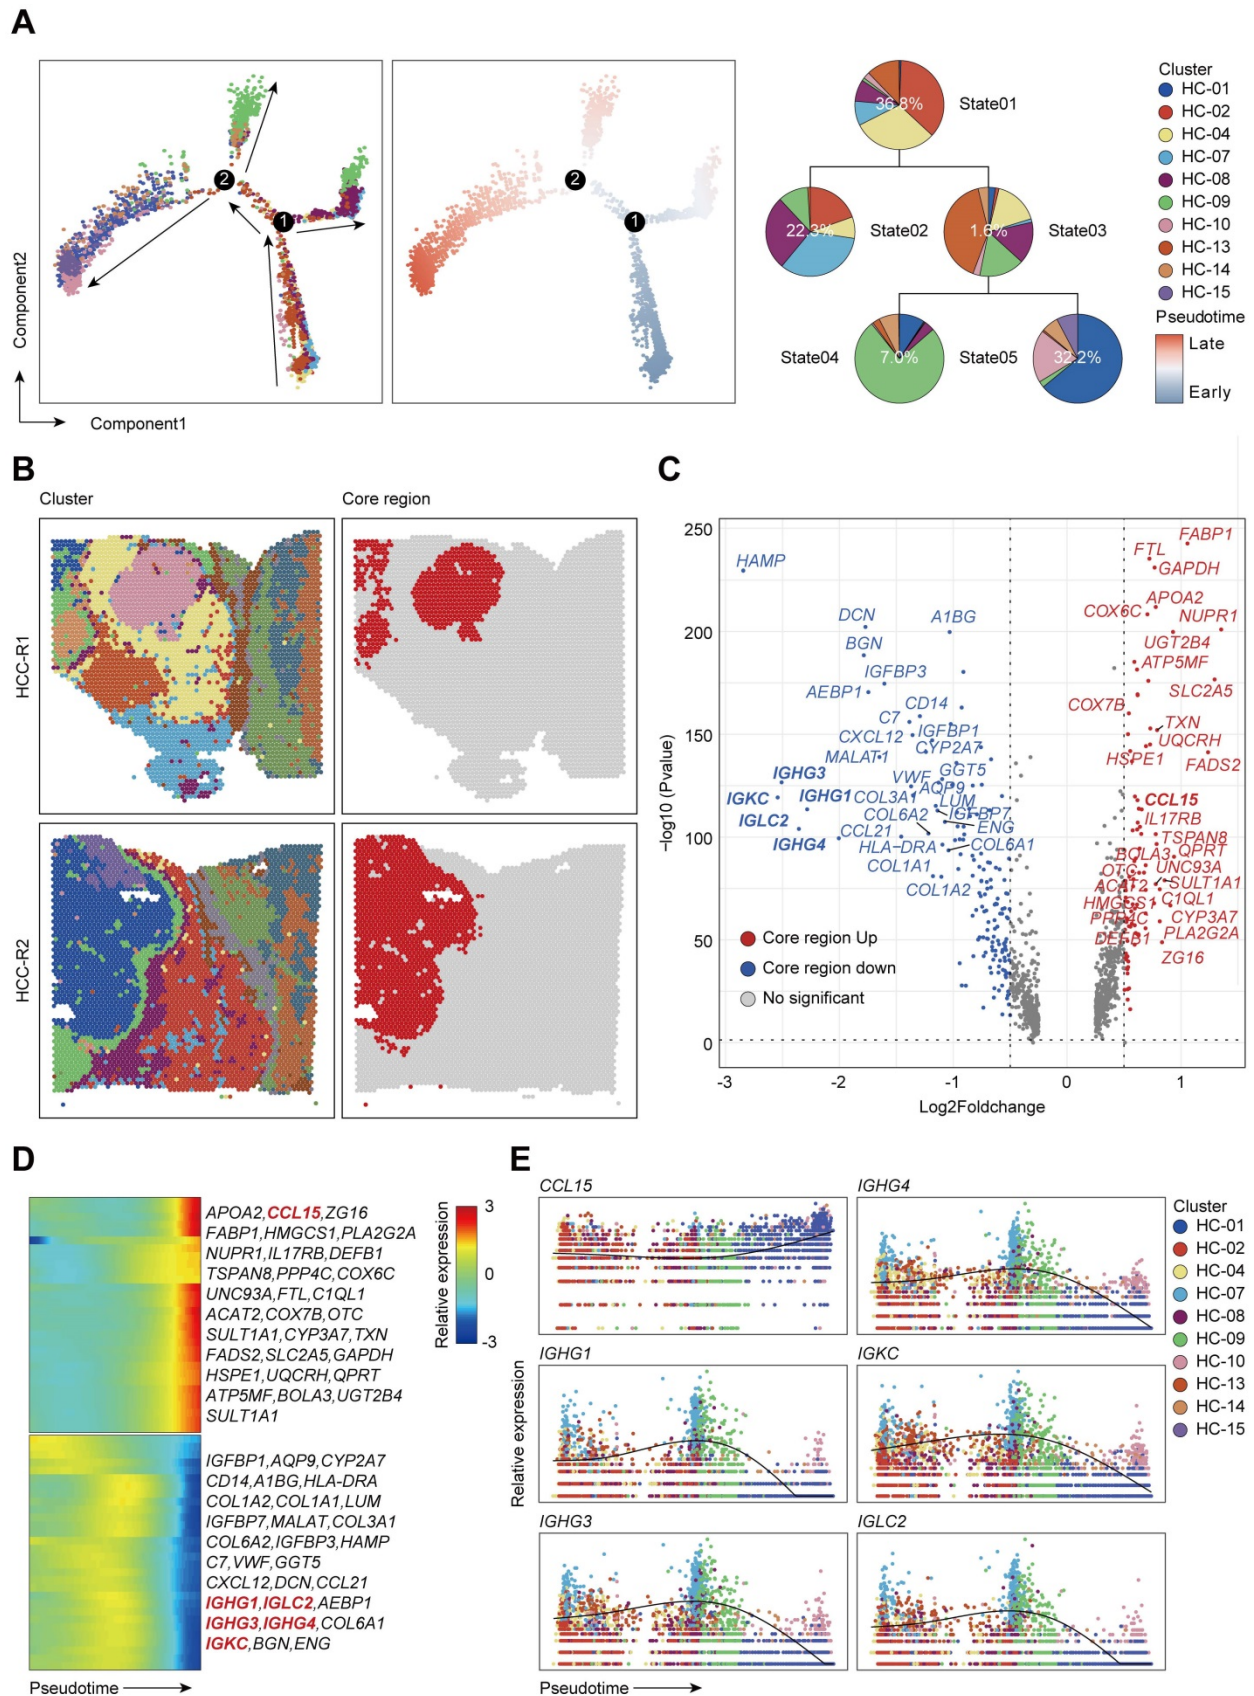 A
Component2
Component1
2
1
2
1
36.8%
State01
22.3%
State02
1.6%
State03
State04
7.0%
State05
32.2%
Cluster
HC-01
HC-02
HC-04
HC-07
HC-08
HC-09
HC-10
HC-13
HC-14
HC-15
Pseudotime
Late
Early
B
Cluster
Core region
HCC-R1
HCC-R2
C
−log10 (Pvalue)
250
200
150
100
50
0
-3
-2
-1
0
1
Log2Foldchange
HAMP
DCN
A1BG
BGN
IGFBP3
AEBP1
CD14
C7
CXCL12
IGFBP1
CYP2A7
MALAT1
GGT5
IGHG3
VWF
AQP9
IGKC
IGHG1
COL3A1
LUM
IGLC2
COL6A2
IGFBP7
ENG
IGHG4
CCL21
HLA−DRA
COL6A1
COL1A1
COL1A2
FABP1
FTL
GAPDH
APOA2
COX6C
NUPR1
UGT2B4
ATP5MF
SLC2A5
COX7B
TXN
UQCRH
HSPE1
FADS2
CCL15
IL17RB
TSPAN8
BOLA3
QPRT
OTC
UNC93A
ACAT2
SULT1A1
HMGCS1
C1QL1
PPP4C
CYP3A7
DEFB1
PLA2G2A
ZG16
Core region Up
Core region down
No significant
D
APOA2,CCL15,ZG16
FABP1,HMGCS1,PLA2G2A
NUPR1,IL17RB,DEFB1
TSPAN8,PPP4C,COX6C
UNC93A,FTL,C1QL1
ACAT2,COX7B,OTC
SULT1A1,CYP3A7,TXN
FADS2,SLC2A5,GAPDH
HSPE1,UQCRH,QPRT
ATP5MF,BOLA3,UGT2B4
SULT1A1
IGFBP1,AQP9,CYP2A7
CD14,A1BG,HLA-DRA
COL1A2,COL1A1,LUM
IGFBP7,MALAT,COL3A1
COL6A2,IGFBP3,HAMP
C7,VWF,GGT5
CXCL12,DCN,CCL21
IGHG1,IGLC2,AEBP1
IGHG3,IGHG4,COL6A1
IGKC,BGN,ENG
Relative expression
3
0
-3
Pseudotime
E
CCL15
IGHG4
IGHG1
IGKC
IGHG3
IGLC2
Relative expression
Pseudotime
Cluster
HC-01
HC-02
HC-04
HC-07
HC-08
HC-09
HC-10
HC-13
HC-14
HC-15